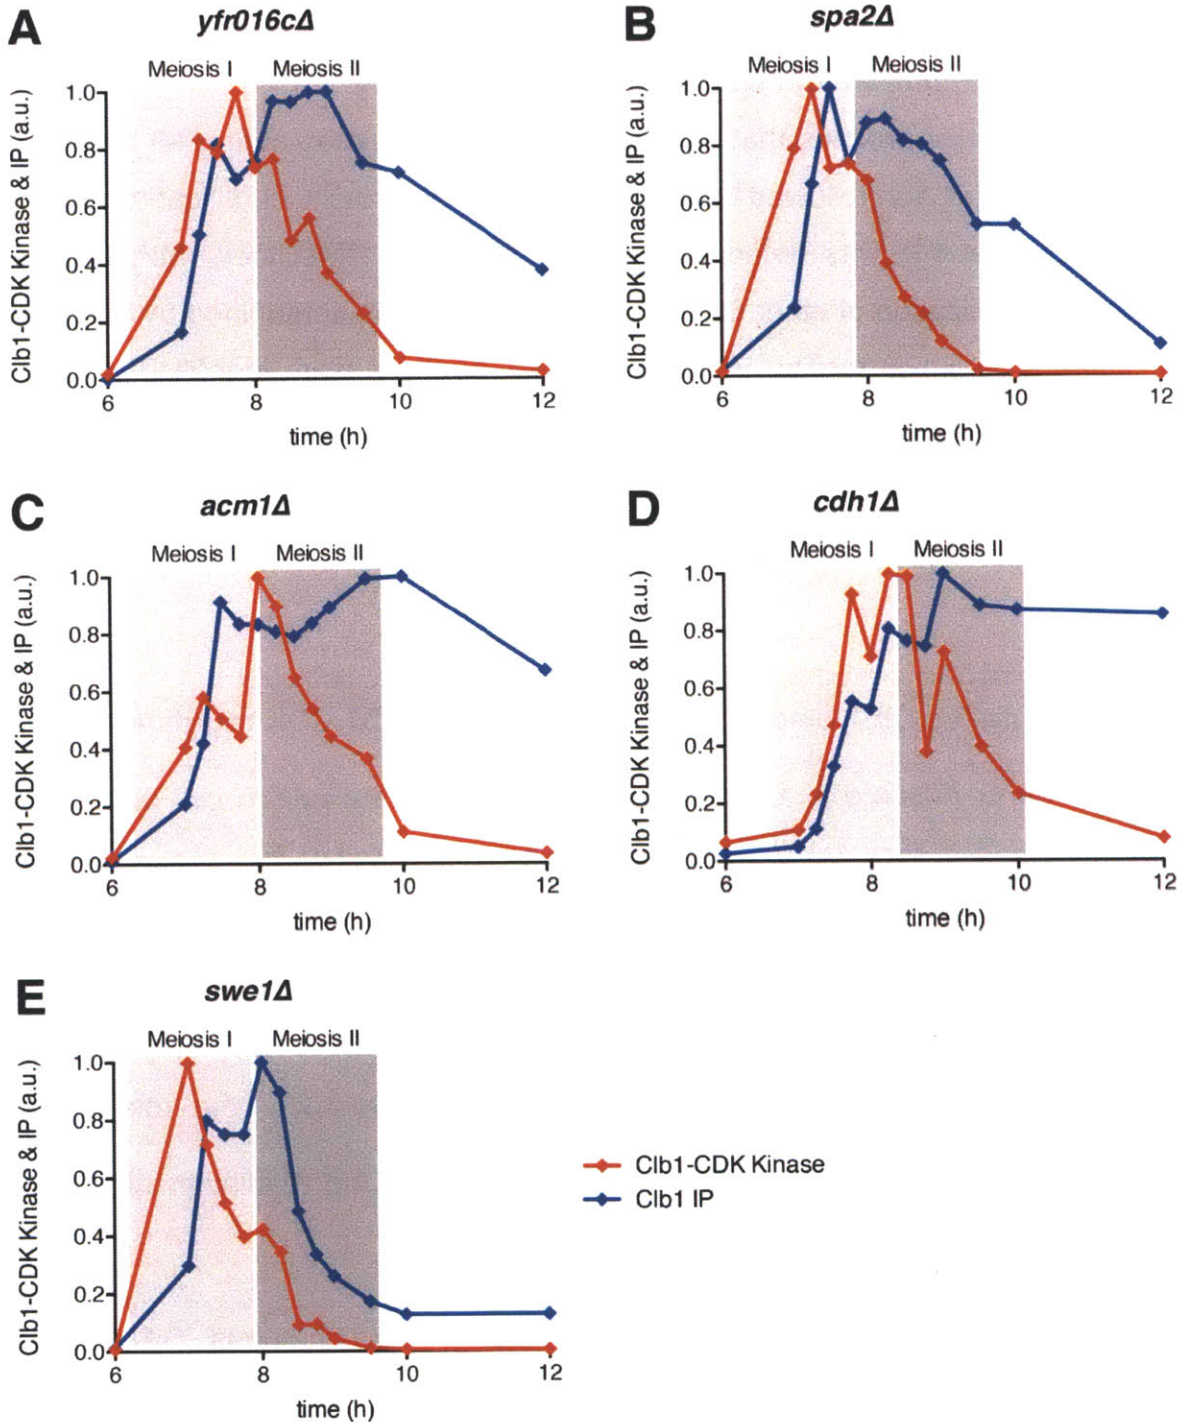 A
yfr016cΔ
Meiosis I
Meiosis II
Clb1-CDK Kinase & IP (a.u.)
1.0
0.8
0.6
0.4
0.2
0.0
6
8
10
12
time (h)
B
spa2Δ
Meiosis I
Meiosis II
Clb1-CDK Kinase & IP (a.u.)
1.0
0.8
0.6
0.4
0.2
0.0
6
8
10
12
time (h)
C
acm1Δ
Meiosis I
Meiosis II
Clb1-CDK Kinase & IP (a.u.)
1.0
0.8
0.6
0.4
0.2
0.0
6
8
10
12
time (h)
D
cdh1Δ
Meiosis I
Meiosis II
Clb1-CDK Kinase & IP (a.u.)
1.0
0.8
0.6
0.4
0.2
0.0
6
8
10
12
time (h)
E
swe1Δ
Meiosis I
Meiosis II
Clb1-CDK Kinase & IP (a.u.)
1.0
0.8
0.6
0.4
0.2
0.0
6
8
10
12
time (h)
Clb1-CDK Kinase
Clb1 IP